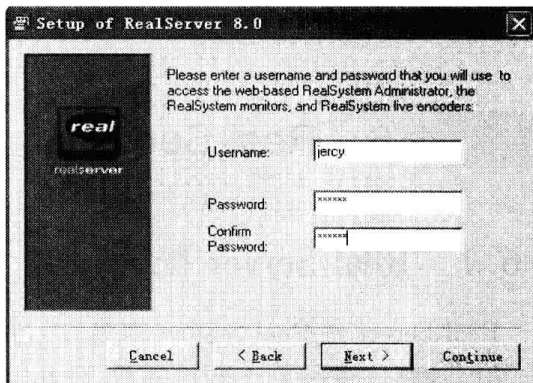 Setup of RealServer 8.0
Please enter a username and password that you will use to
access the web-based RealSystem Administrator, the
RealSystem monitors, and RealSystem live encoders:
real
realserver
Username: jercy
Password: xxxxxx
Confirm
Password: xxxxxx
Cancel < Back Next > Continue